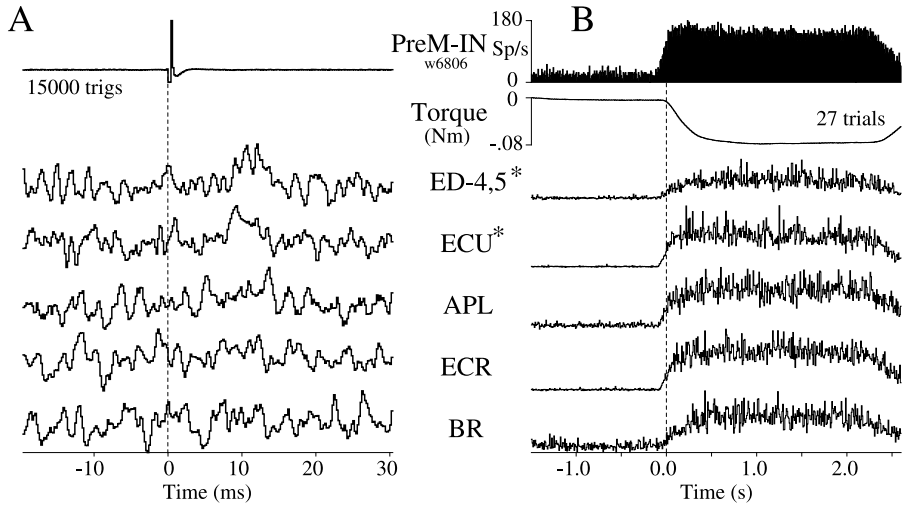 A
PreM-IN
w6806
15000 trigs
B
180
Sp/s
0
Torque
(Nm)
0
-.08
27 trials
ED-4,5*
ECU*
APL
ECR
BR
-10 0 10 20 30
Time (ms)
-1.0 0.0 1.0 2.0
Time (s)